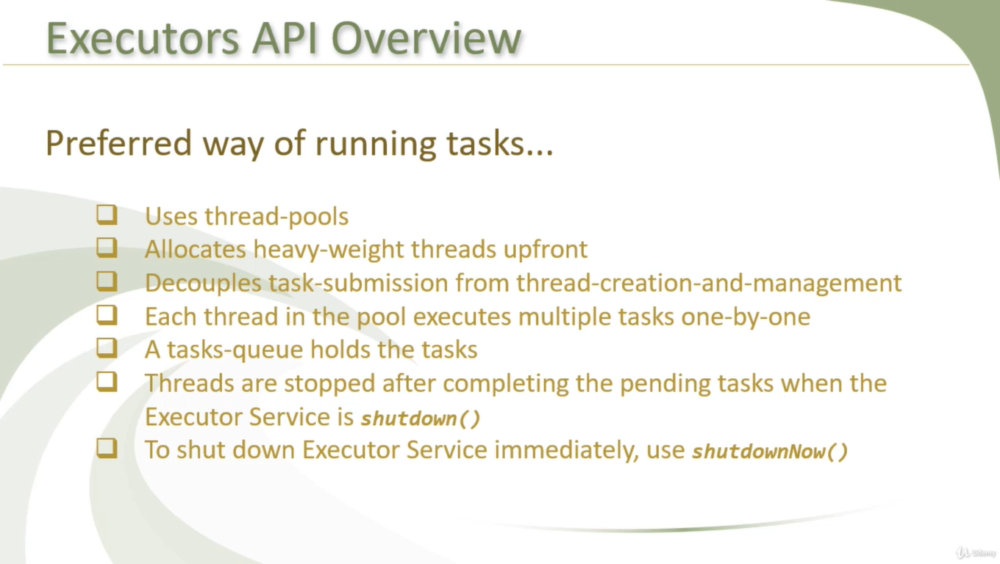 Executors API Overview
Preferred way of running tasks...
Uses thread-pools
Allocates heavy-weight threads upfront
Decouples task-submission from thread-creation-and-management
Each thread in the pool executes multiple tasks one-by-one
A tasks-queue holds the tasks
Threads are stopped after completing the pending tasks when the
Executor Service is shutdown()
To shut down Executor Service immediately, use shutdownNow()
Udemy